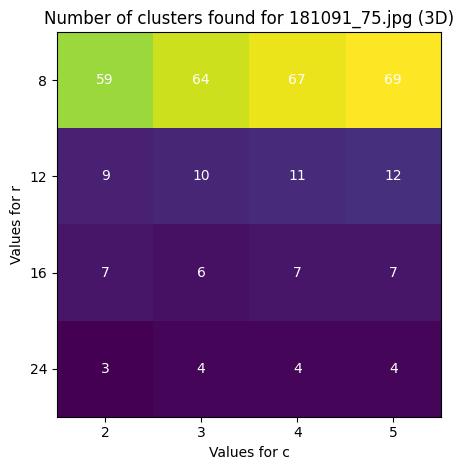 Number of clusters found for 181091_75.jpg (3D)
8 59 64 67 69
12 9 10 11 12
16 7 6 7 7
24 3 4 4 4
Values for r
2 3 4 5
Values for c